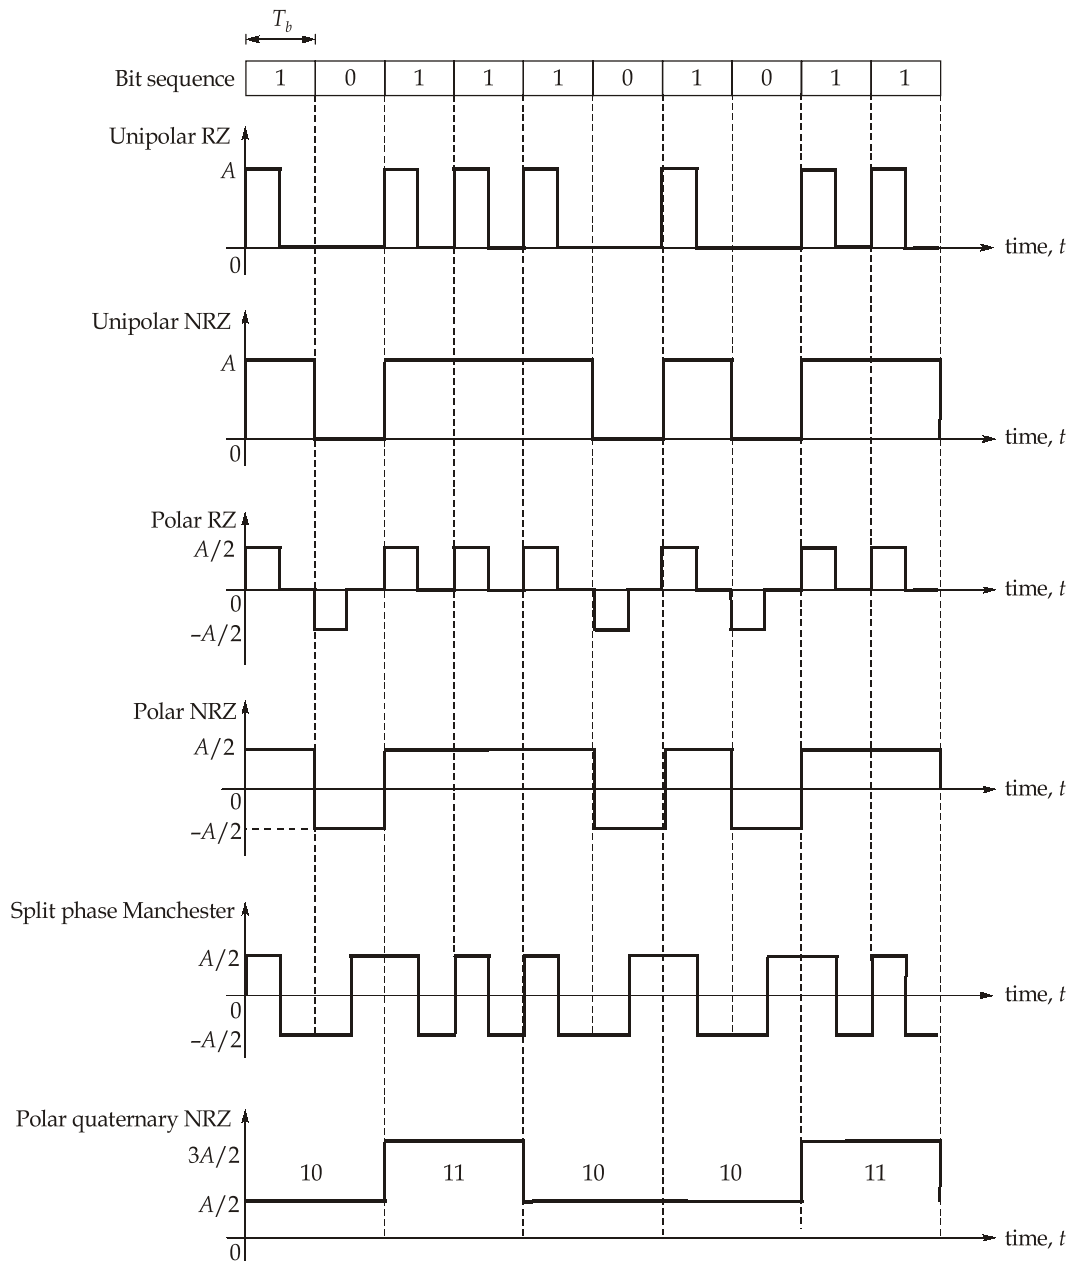 T_b
Bit sequence 1 0 1 1 1 0 1 0 1 1
Unipolar RZ
A
0
time, t
Unipolar NRZ
A
0
time, t
Polar RZ
A/2
0
–A/2
time, t
Polar NRZ
A/2
0
–A/2
time, t
Split phase Manchester
A/2
0
–A/2
time, t
Polar quaternary NRZ
3A/2
10 11 10 10 11
A/2
0
time, t